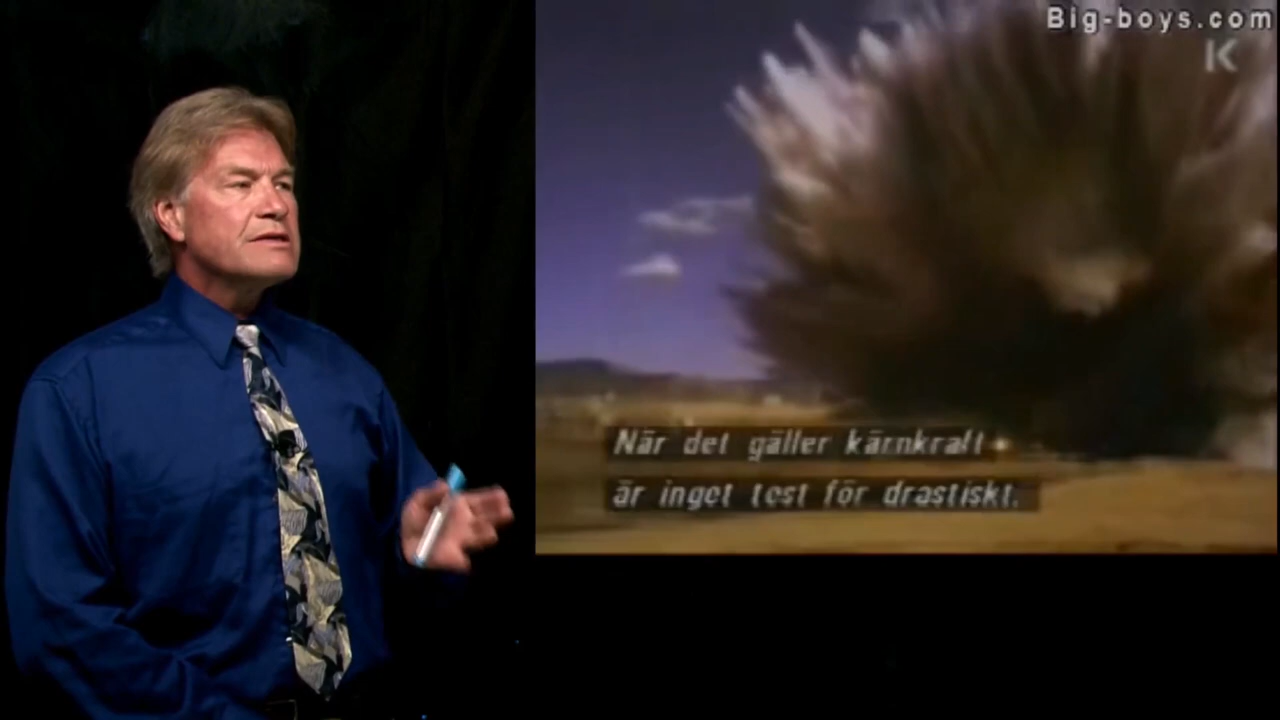 Big-boys.com
K
När det gäller kärnkraft
är inget test för drastiskt.